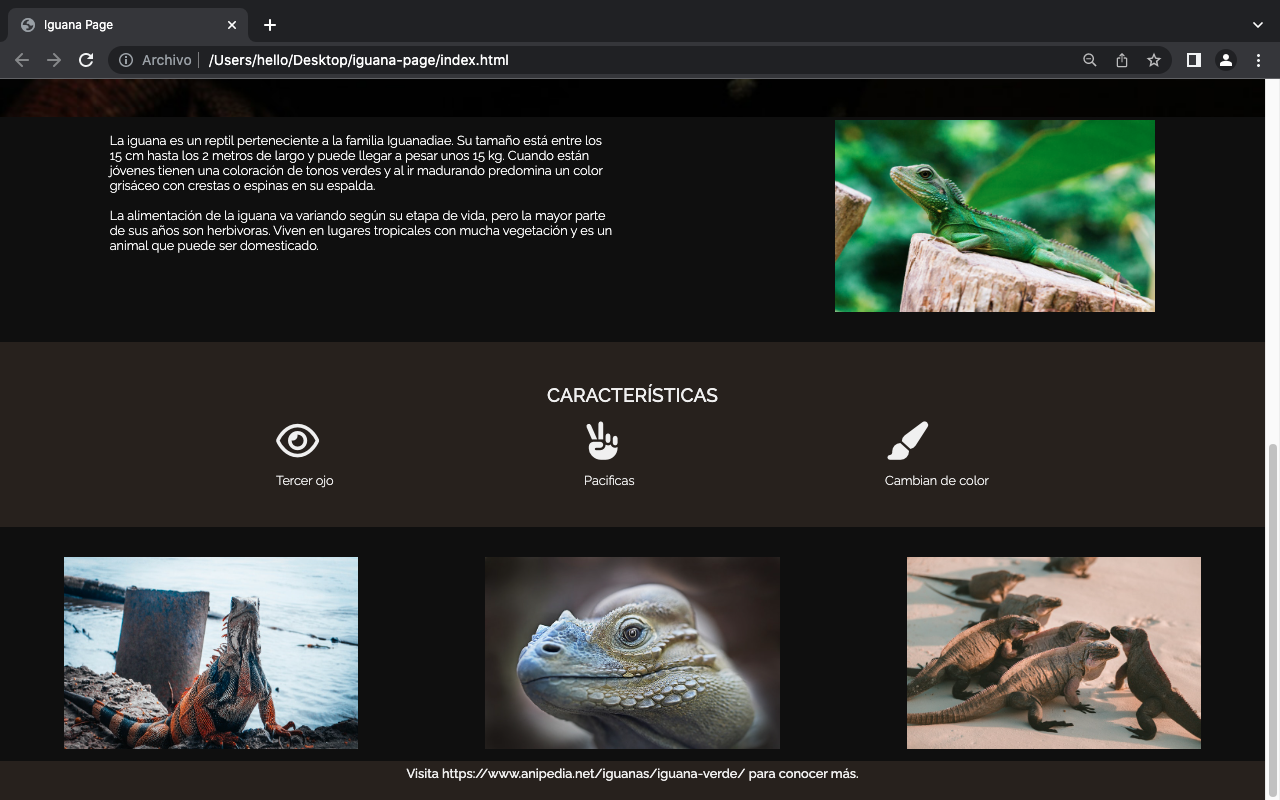 Iguana Page
Archivo
/Users/hello/Desktop/iguana-page/index.html
La iguana es un reptil perteneciente a la familia Iguanadiae. Su tamaño está entre los
15 cm hasta los 2 metros de largo y puede llegar a pesar unos 15 kg. Cuando están
jóvenes tienen una coloración de tonos verdes y al ir madurando predomina un color
grisáceo con crestas o espinas en su espalda.
La alimentación de la iguana va variando según su etapa de vida, pero la mayor parte
de sus años son herbivoras. Viven en lugares tropicales con mucha vegetación y es un
animal que puede ser domesticado.
CARACTERÍSTICAS
Tercer ojo
Pacificas
Cambian de color
Visita https://www.anipedia.net/iguanas/iguana-verde/ para conocer más.